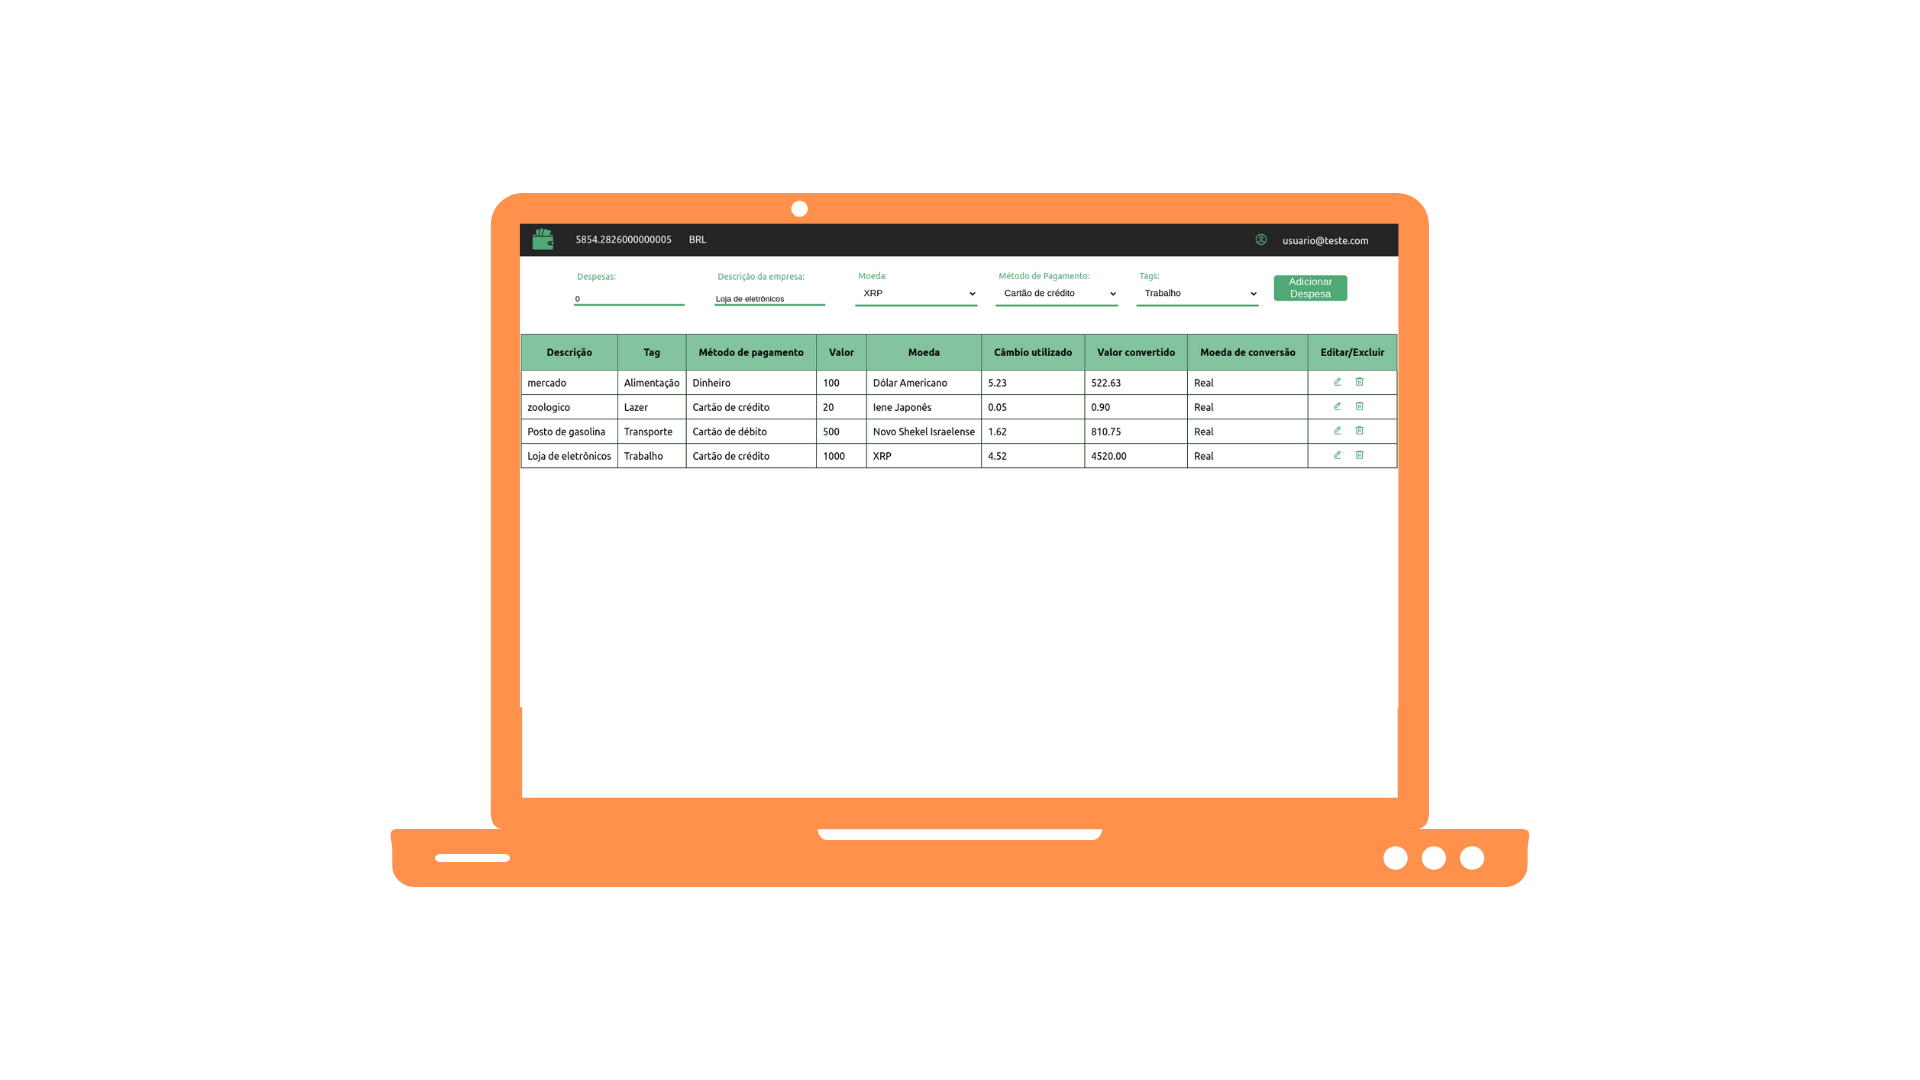 5854.2826000000005 BRL usuario@teste.com
Despesas: Descrição da empresa: Moeda: Método de Pagamento: Tags:
0 Loja de eletrônicos XRP Cartão de crédito Trabalho
Adicionar
Despesa
Descrição Tag Método de pagamento Valor Moeda Câmbio utilizado Valor convertido Moeda de conversão Editar/Excluir
mercado Alimentação Dinheiro 100 Dólar Americano 5.23 522.63 Real
zoologico Lazer Cartão de crédito 20 Iene Japonês 0.05 0.90 Real
Posto de gasolina Transporte Cartão de débito 500 Novo Shekel Israelense 1.62 810.75 Real
Loja de eletrônicos Trabalho Cartão de crédito 1000 XRP 4.52 4520.00 Real